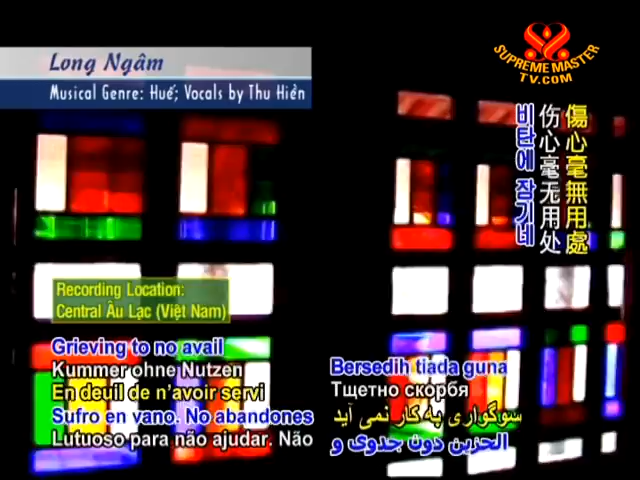 Long Ngâm
Musical Genre: Huế; Vocals by Thu Hiền
SUPREME MASTER
TV.COM
傷心毫無用處
伤心毫无用处
비탄에 잠기네
Recording Location:
Central Âu Lạc (Việt Nam)
Grieving to no avail
Kummer ohne Nutzen
En deuil de n'avoir servi
Sufro en vano. No abandones
Lutuoso para não ajudar. Não
Bersedih tiada guna
Тщетно скорбя
سوگواری به کار نمی آید
الحزين دون جدوى و